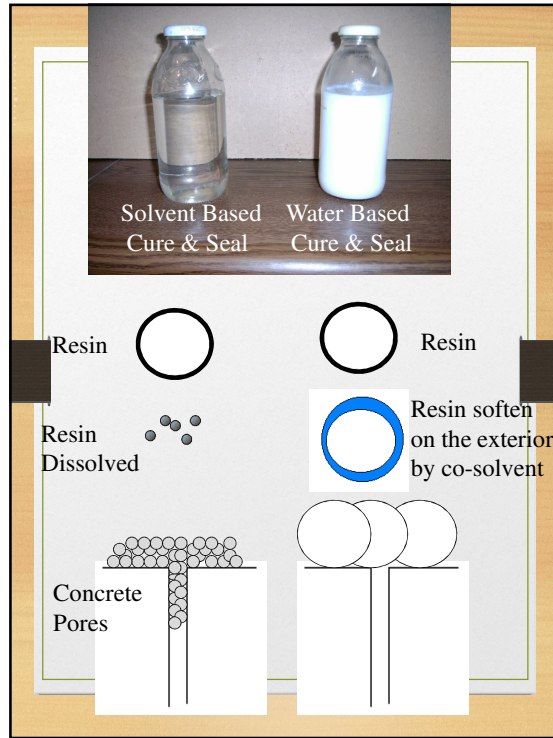 Solvent Based
Cure & Seal
Water Based
Cure & Seal
Resin
Resin
Resin
Dissolved
Resin soften
on the exterior
by co-solvent
Concrete
Pores